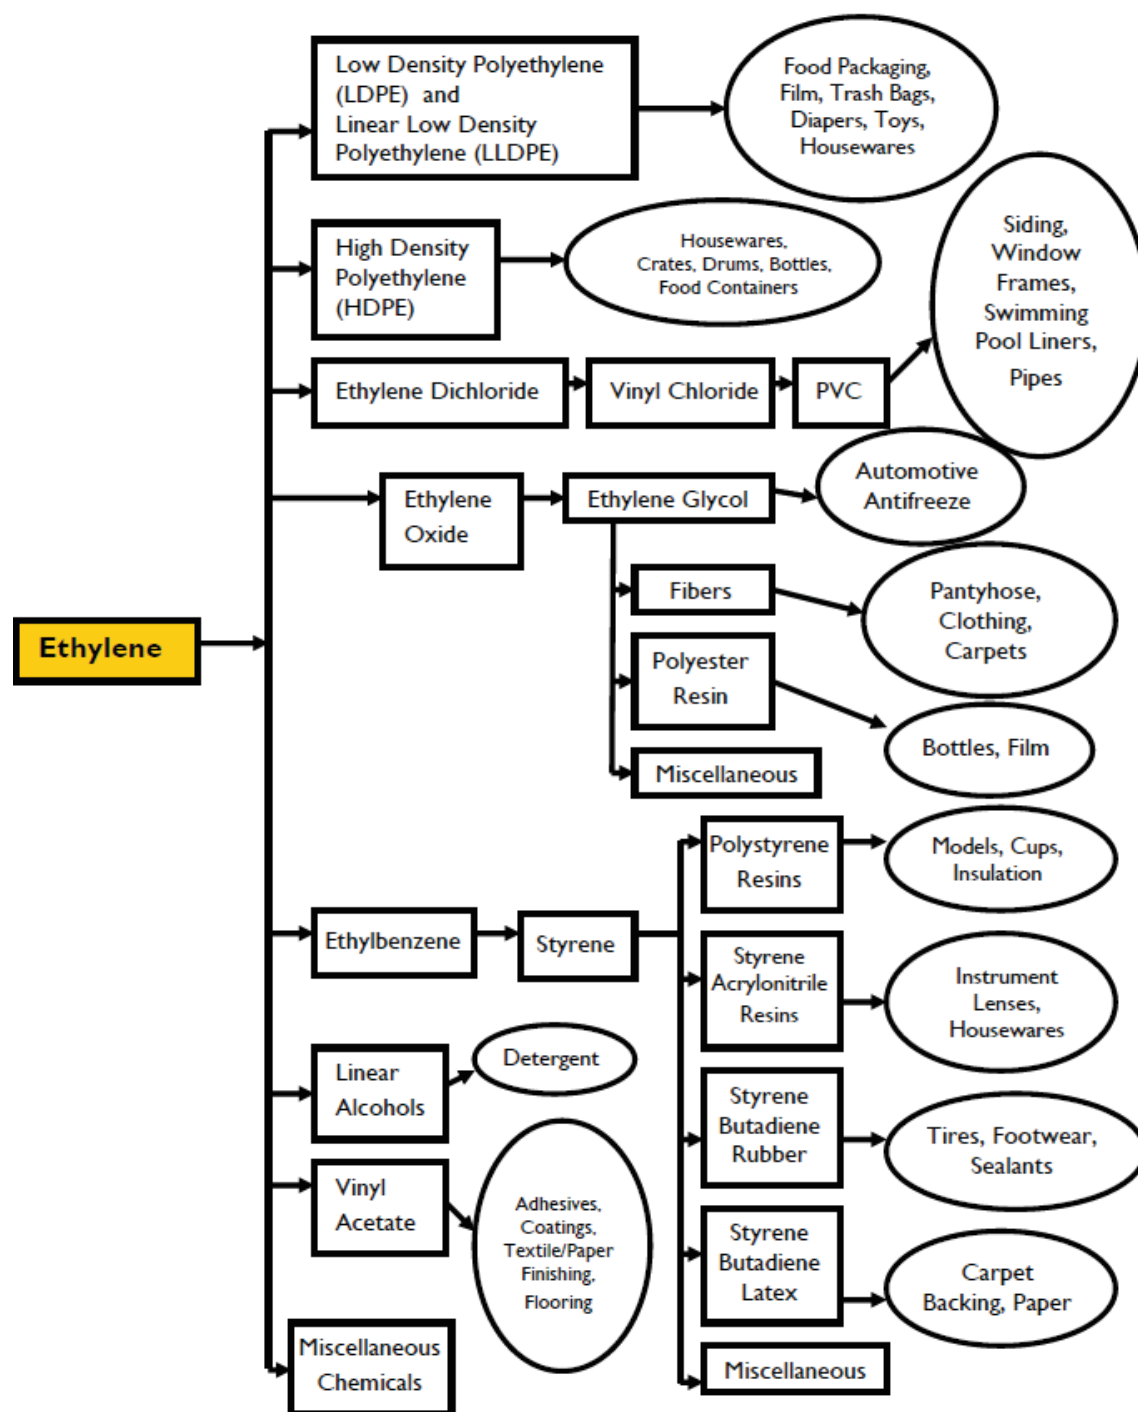 Low Density Polyethylene
(LDPE) and
Linear Low Density
Polyethylene (LLDPE)
Food Packaging,
Film, Trash Bags,
Diapers, Toys,
Housewares
High Density
Polyethylene
(HDPE)
Housewares,
Crates, Drums, Bottles,
Food Containers
Siding,
Window
Frames,
Swimming
Pool Liners,
Pipes
Ethylene Dichloride
Vinyl Chloride
PVC
Ethylene
Oxide
Ethylene Glycol
Automotive
Antifreeze
Fibers
Pantyhose,
Clothing,
Carpets
Ethylene
Polyester
Resin
Bottles, Film
Miscellaneous
Polystyrene
Resins
Models, Cups,
Insulation
Ethylbenzene
Styrene
Styrene
Acrylonitrile
Resins
Instrument
Lenses,
Housewares
Linear
Alcohols
Detergent
Styrene
Butadiene
Rubber
Tires, Footwear,
Sealants
Vinyl
Acetate
Adhesives,
Coatings,
Textile/Paper
Finishing,
Flooring
Styrene
Butadiene
Latex
Carpet
Backing, Paper
Miscellaneous
Chemicals
Miscellaneous